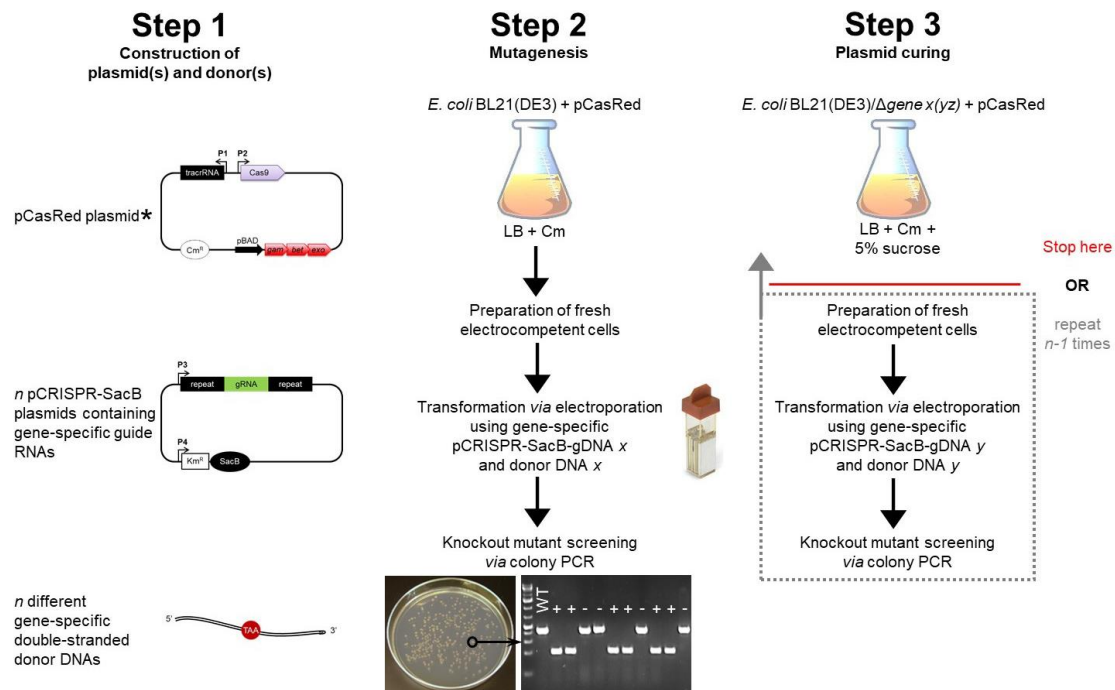 Step 1
Construction of
plasmid(s) and donor(s)
pCasRed plasmid*
P1
P2
tracrRNA
Cas9
CmR
pBAD
gam
bet
exo
n pCRISPR-SacB
plasmids containing
gene-specific guide
RNAs
P3
repeat
gRNA
repeat
P4
KmR
SacB
n different
gene-specific
double-stranded
donor DNAs
5'
TAA
3'
Step 2
Mutagenesis
E. coli BL21(DE3) + pCasRed
LB + Cm
Preparation of fresh
electrocompetent cells
Transformation via electroporation
using gene-specific
pCRISPR-SacB-gDNA x
and donor DNA x
Knockout mutant screening
via colony PCR
WT + + - - + + - + + -
Step 3
Plasmid curing
E. coli BL21(DE3)/Δgene x(yz) + pCasRed
LB + Cm +
5% sucrose
Stop here
OR
repeat
n-1 times
Preparation of fresh
electrocompetent cells
Transformation via electroporation
using gene-specific
pCRISPR-SacB-gDNA y
and donor DNA y
Knockout mutant screening
via colony PCR